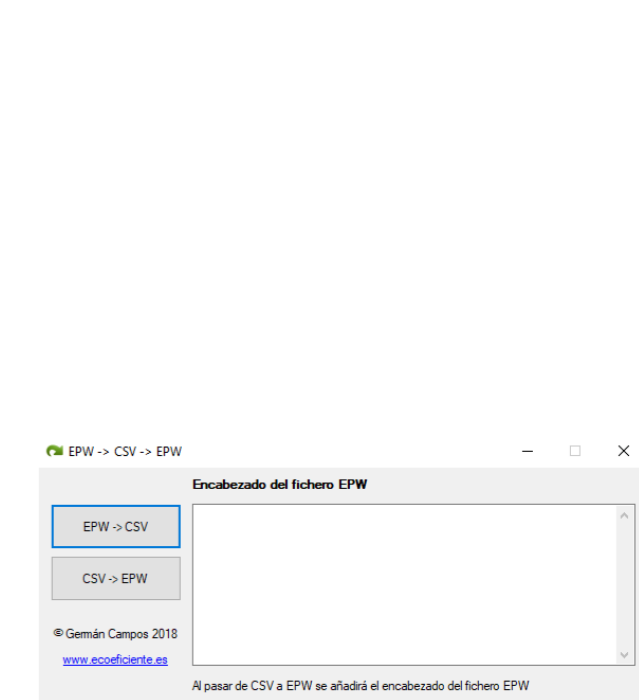 EPW -> CSV -> EPW
Encabezado del fichero EPW
EPW -> CSV
CSV -> EPW
© Germán Campos 2018
www.ecoeficiente.es
Al pasar de CSV a EPW se añadirá el encabezado del fichero EPW